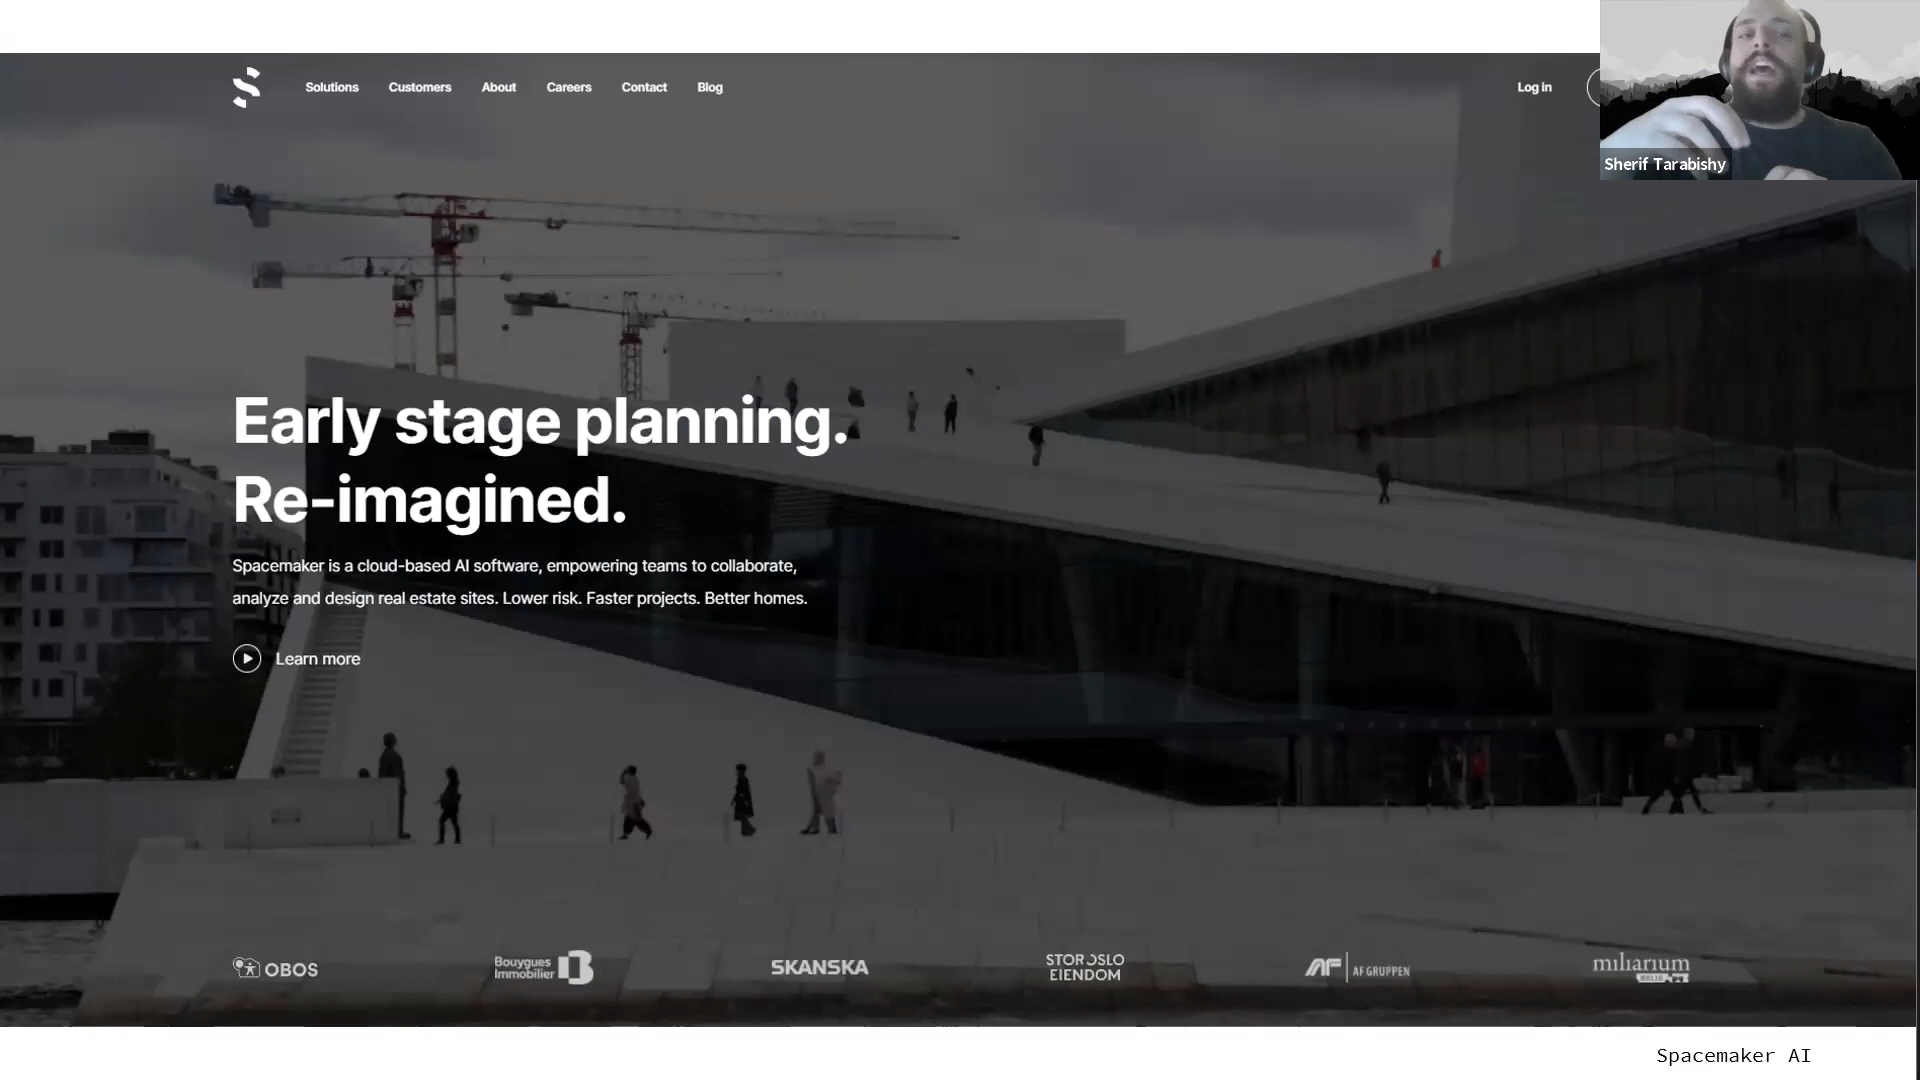 Solutions Customers About Careers Contact Blog Log in
Sherif Tarabishy
Early stage planning.
Re-imagined.
Spacemaker is a cloud-based AI software, empowering teams to collaborate,
analyze and design real estate sites. Lower risk. Faster projects. Better homes.
Learn more
OBOS
Bouygues
Immobilier
SKANSKA
STOR OSLO
EIENDOM
AF GRUPPEN
miliarium
Spacemaker AI